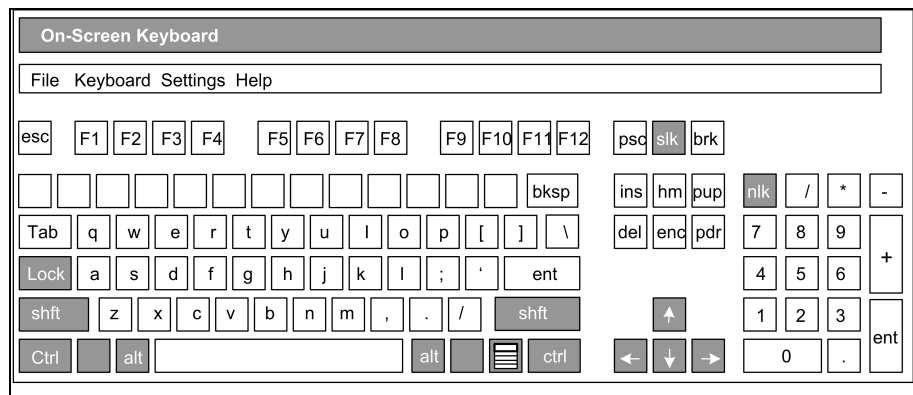 On-Screen Keyboard
File Keyboard Settings Help
esc F1 F2 F3 F4 F5 F6 F7 F8 F9 F10 F11 F12 psc slk brk
bksp ins hm pup nlk / * -
Tab q w e r t y u I o p [ ] \ del enc pdr 7 8 9 +
Lock a s d f g h j k l ; ‘ ent 4 5 6
shft z x c v b n m , . / shft 1 2 3 ent
Ctrl alt alt ctrl 0 .